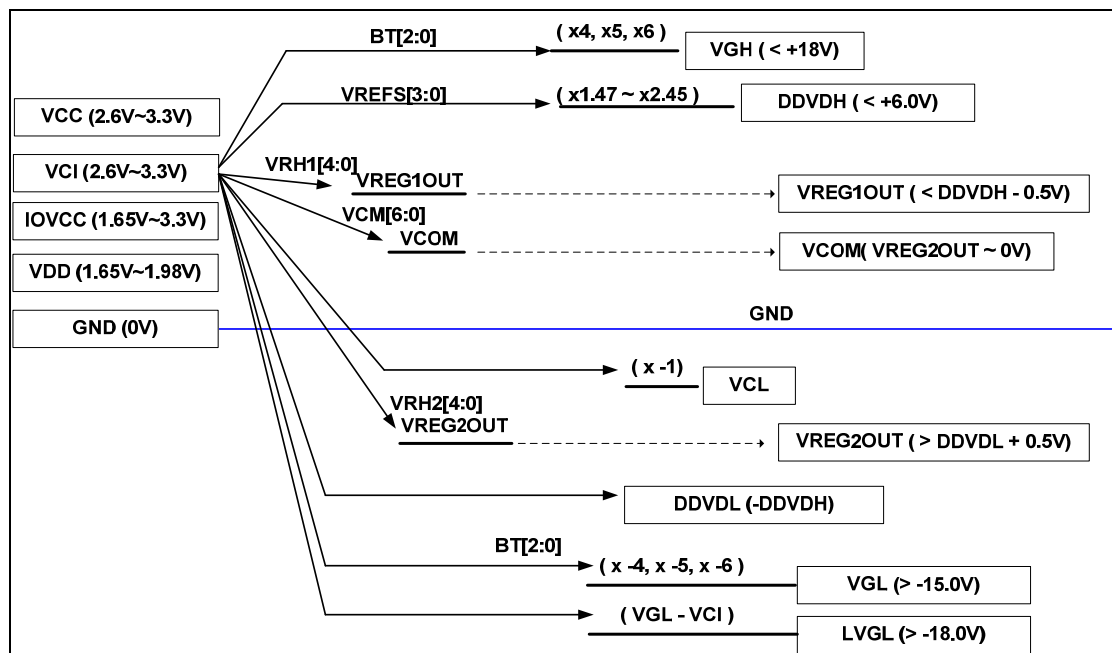 BT[2:0]
( x4, x5, x6 )
VGH ( < +18V)
VREFS[3:0]
( x1.47 ~ x2.45 )
DDVDH ( < +6.0V)
VCC (2.6V~3.3V)
VCI (2.6V~3.3V)
VRH1[4:0]
VREG1OUT
VREG1OUT ( < DDVDH - 0.5V)
IOVCC (1.65V~3.3V)
VCM[6:0]
VCOM
VCOM( VREG2OUT ~ 0V)
VDD (1.65V~1.98V)
GND (0V)
GND
( x -1)
VCL
VRH2[4:0]
VREG2OUT
VREG2OUT ( > DDVDL + 0.5V)
DDVDL (-DDVDH)
BT[2:0]
( x -4, x -5, x -6 )
VGL (> -15.0V)
( VGL - VCI )
LVGL (> -18.0V)